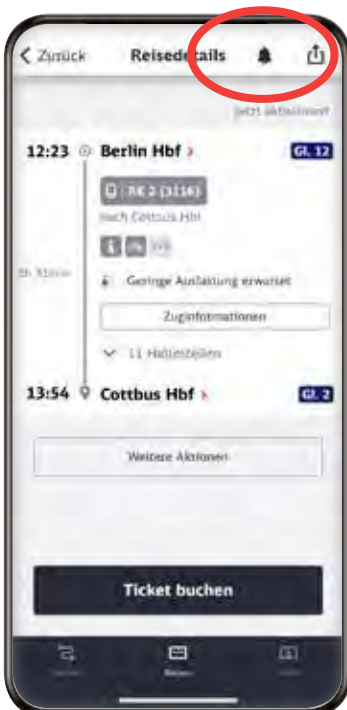 Zurück Reisedetails
Jetzt aktualisiert
12:23 Berlin Hbf Gl. 12
RE 2 (3116)
nach Cottbus Hbf
Geringe Auslastung erwartet
Zuginformationen
11 Haltestellen
13:54 Cottbus Hbf Gl. 2
Weitere Aktionen
Ticket buchen
Reisen